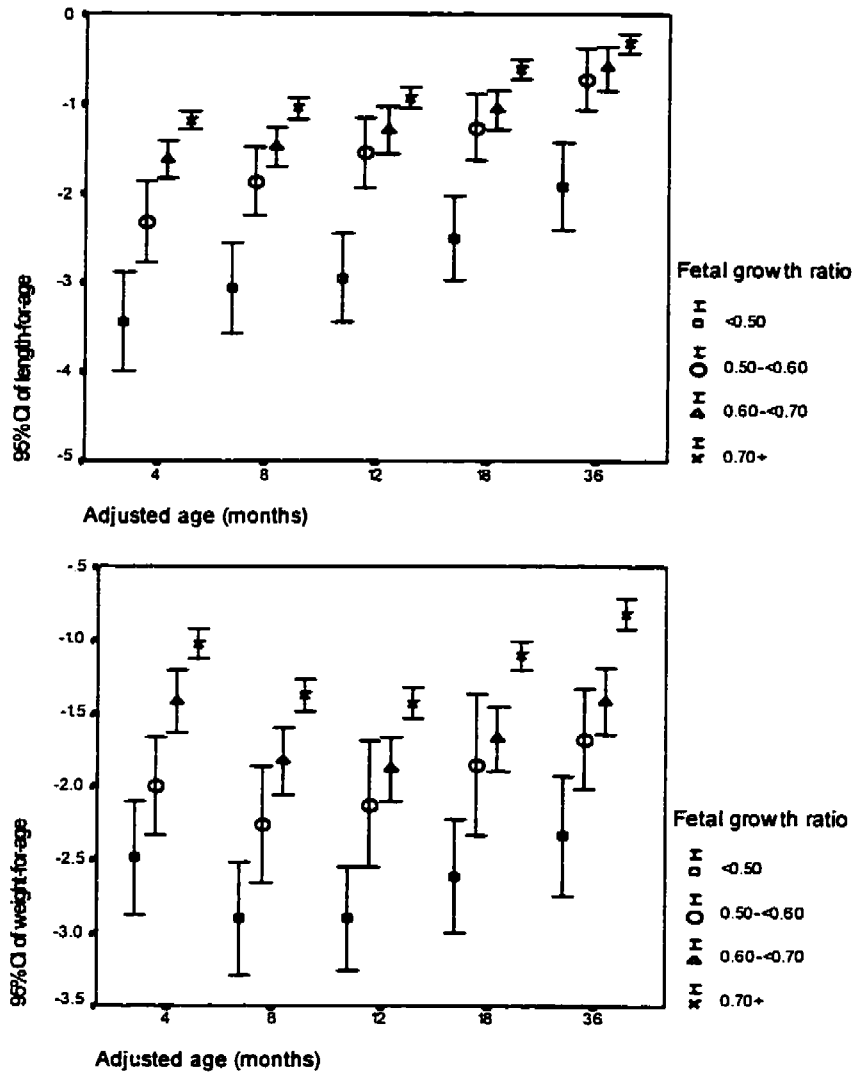 0
-1
-2
-3
-4
-5
95% CI of length-for-age
4 8 12 18 36
Adjusted age (months)
Fetal growth ratio
<0.50
0.50-<0.60
0.60-<0.70
0.70+
-.5
-1.0
-1.5
-2.0
-2.5
-3.0
-3.5
95% CI of weight-for-age
4 8 12 18 36
Adjusted age (months)
Fetal growth ratio
<0.50
0.50-<0.60
0.60-<0.70
0.70+